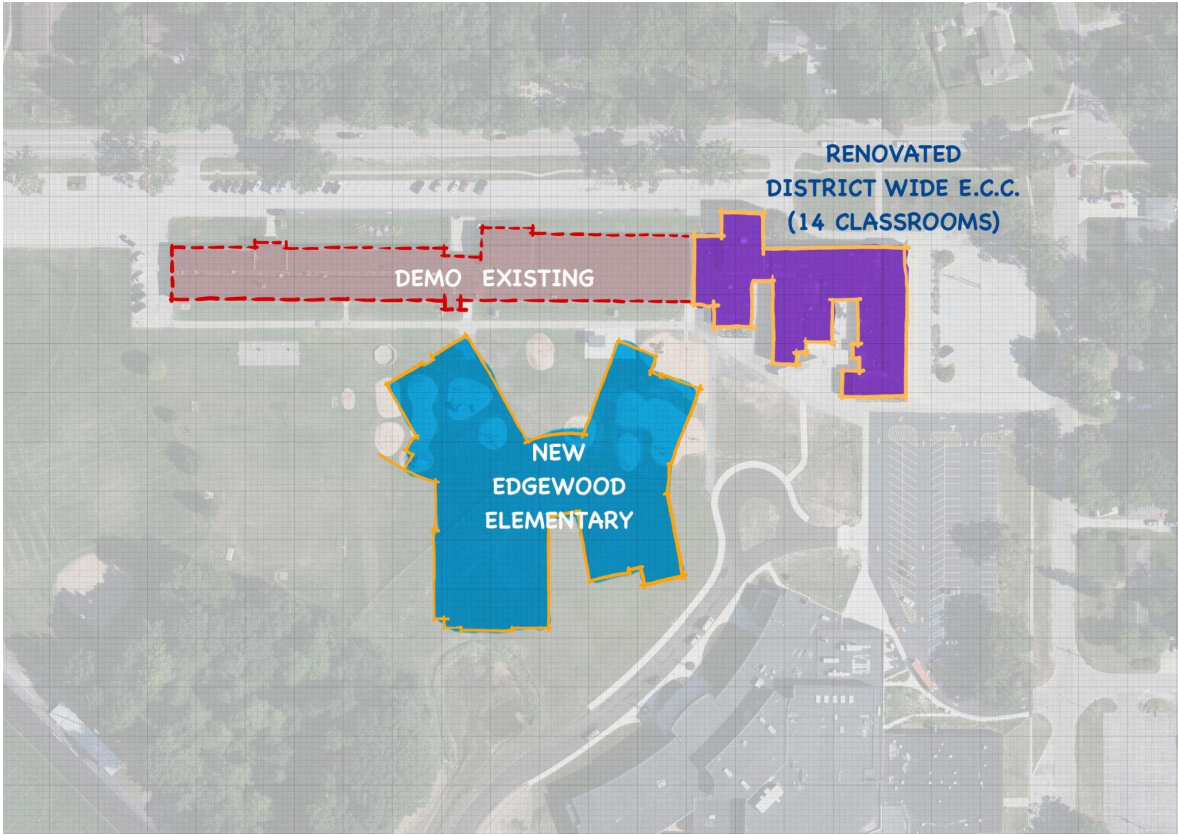 RENOVATED
DISTRICT WIDE E.C.C.
(14 CLASSROOMS)
DEMO EXISTING
NEW
EDGEWOOD
ELEMENTARY